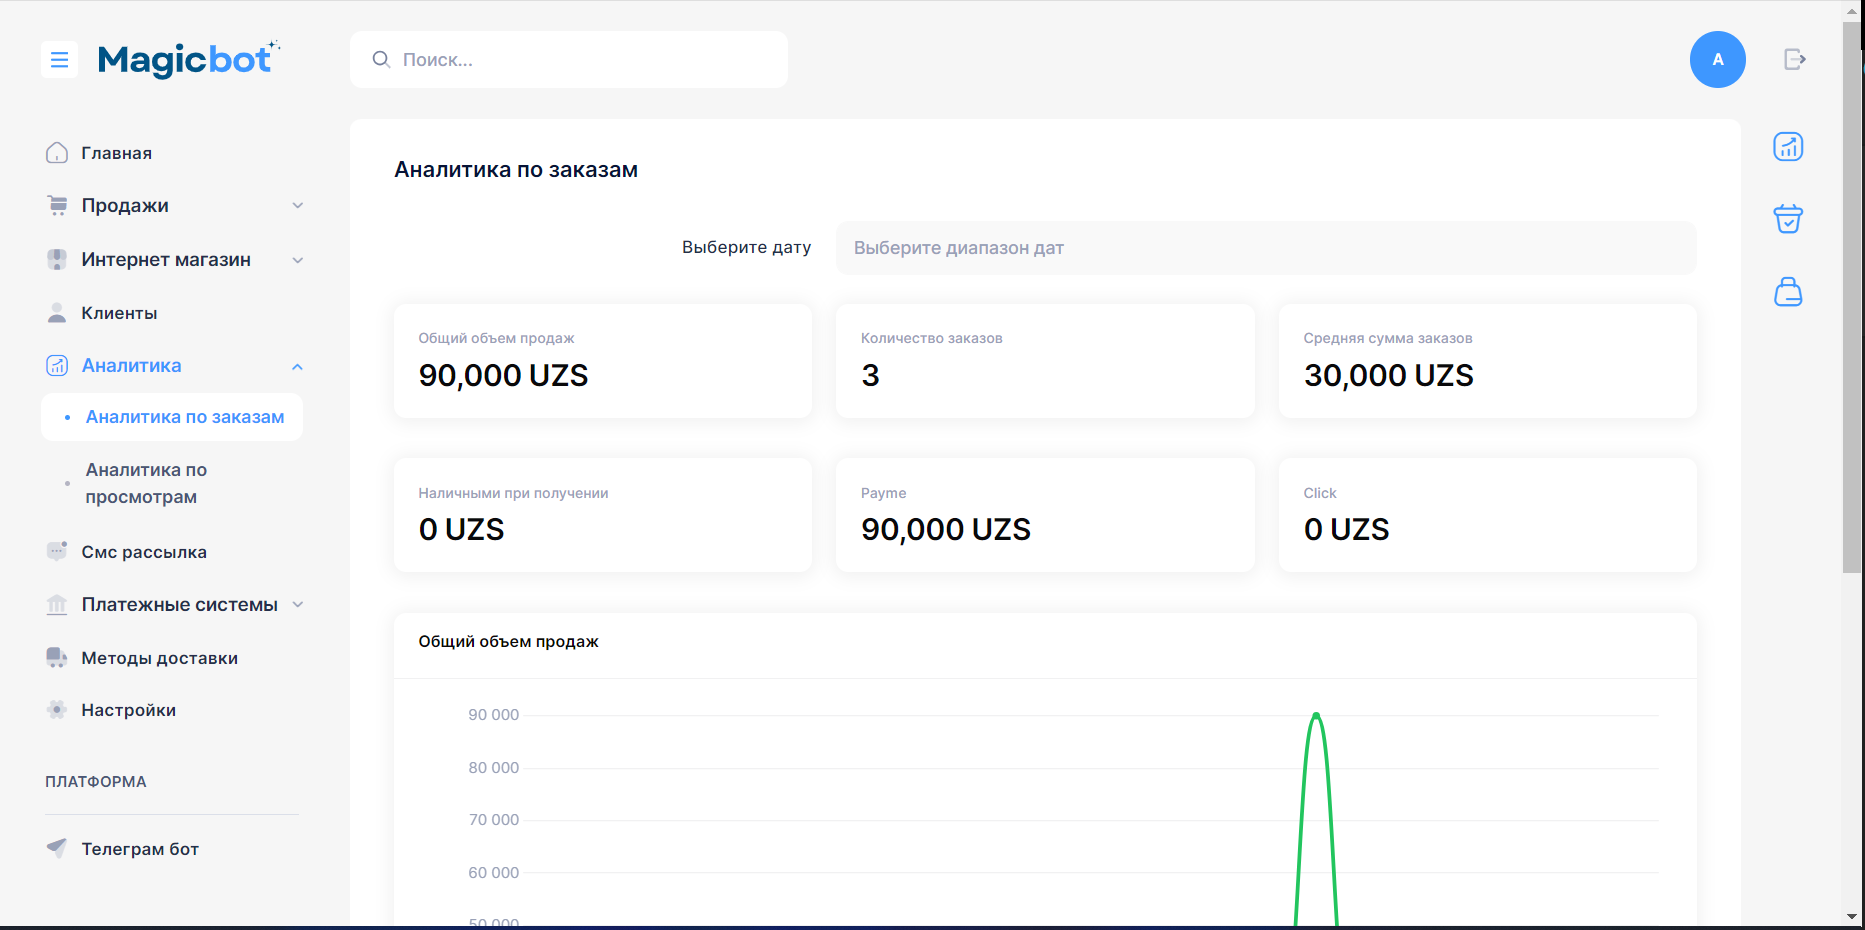 Magicbot
Поиск...
A
Главная
Продажи
Интернет магазин
Клиенты
Аналитика
Аналитика по заказам
Аналитика по
просмотрам
Смс рассылка
Платежные системы
Методы доставки
Настройки
ПЛАТФОРМА
Телеграм бот
Аналитика по заказам
Выберите дату
Выберите диапазон дат
Общий объем продаж
90,000 UZS
Количество заказов
3
Средняя сумма заказов
30,000 UZS
Наличными при получении
0 UZS
Payme
90,000 UZS
Click
0 UZS
Общий объем продаж
90 000
80 000
70 000
60 000
50 000